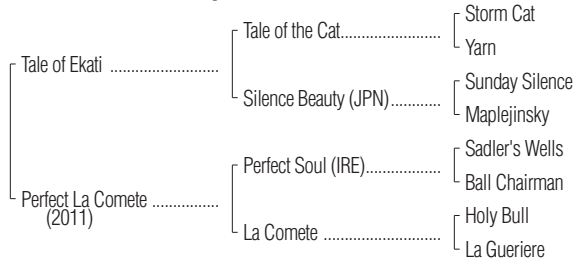 Storm Cat
Tale of the Cat........................
Yarn
Tale of Ekati ..........................
Sunday Silence
Silence Beauty (JPN)............
Maplejinsky
Sadler's Wells
Perfect Soul (IRE)..................
Ball Chairman
Perfect La Comete ................
(2011)
Holy Bull
La Comete ............................
La Gueriere